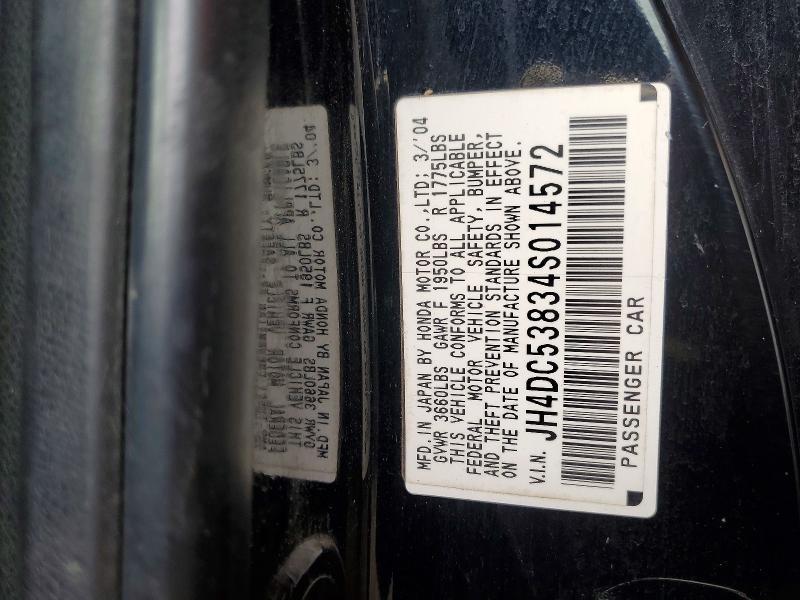 MFD. IN JAPAN BY HONDA MOTOR CO.,LTD; 3/'04
GVWR 3660LBS GAWR F 1950LBS R 1775LBS
THIS VEHICLE CONFORMS TO ALL APPLICABLE
FEDERAL MOTOR VEHICLE SAFETY, BUMPER,
AND THEFT PREVENTION STANDARDS IN EFFECT
ON THE DATE OF MANUFACTURE SHOWN ABOVE.
V.I.N. JH4DC53834S014572
PASSENGER CAR